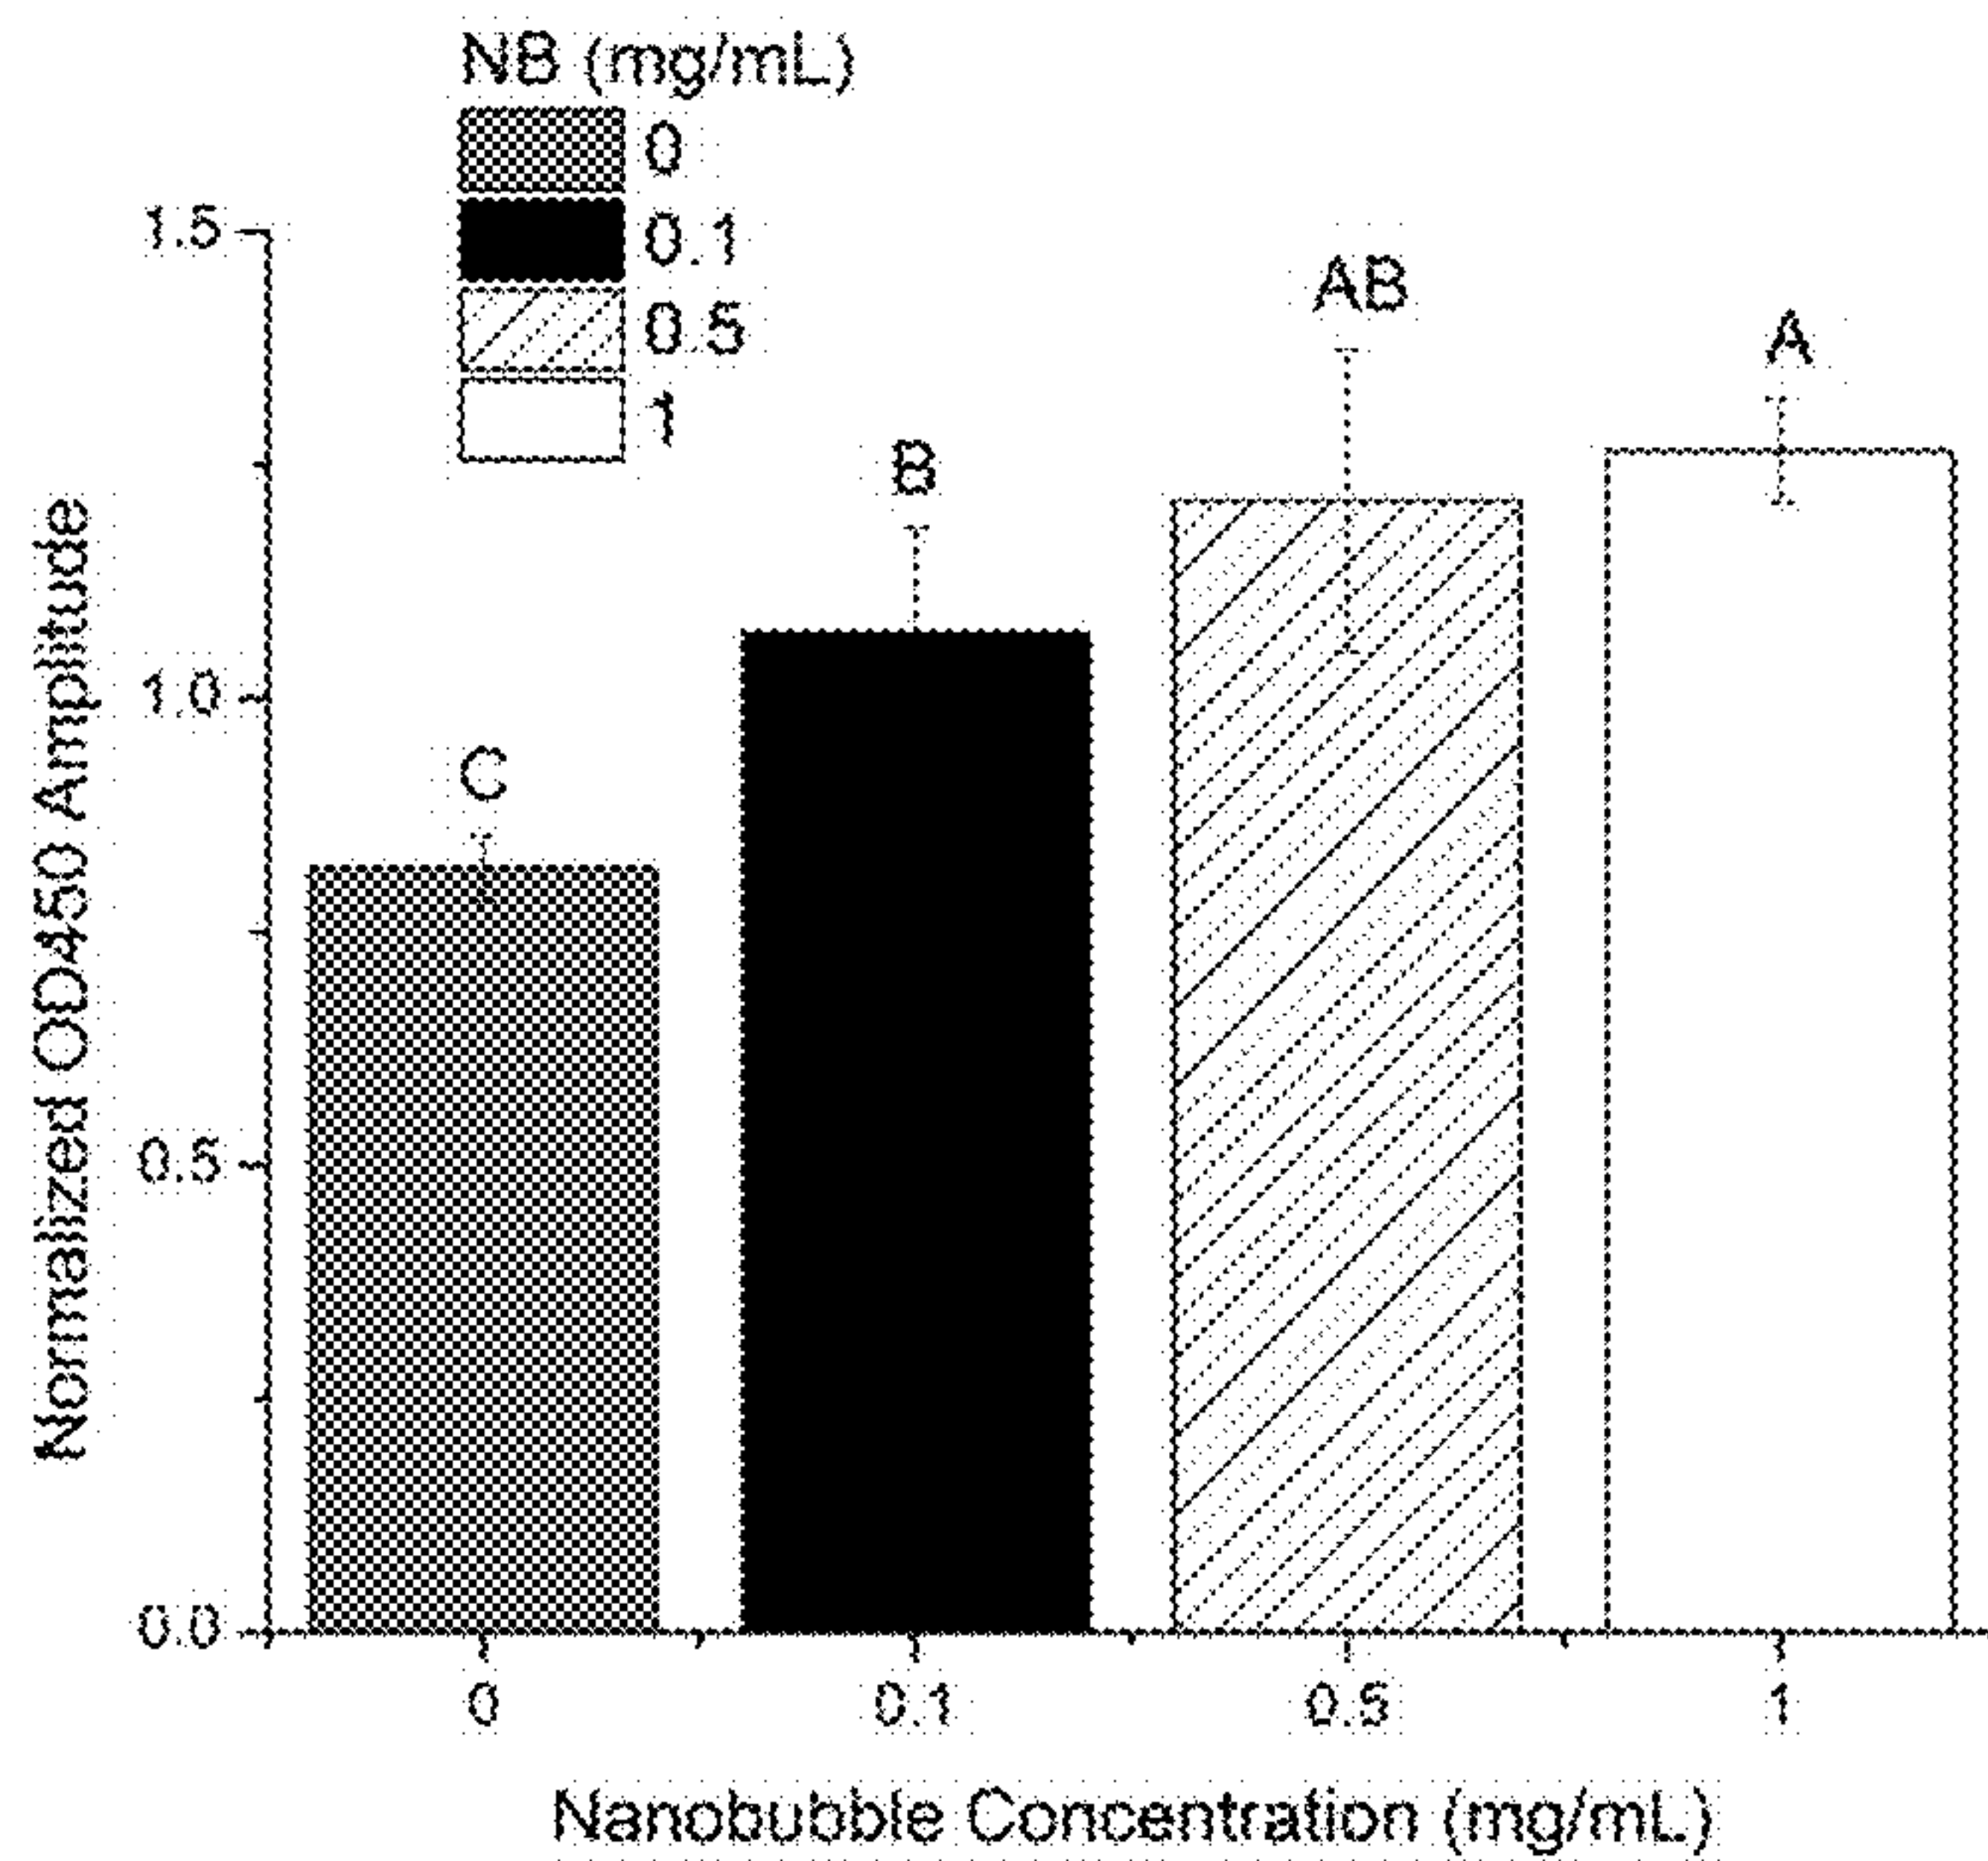 NB (mg/mL)
0
0.1
0.5
1
Normalized OD450 Amplitude
1.5
1.0
0.5
0.0
C
B
AB
A
0
0.1
0.5
1
Nanobubble Concentration (mg/mL)